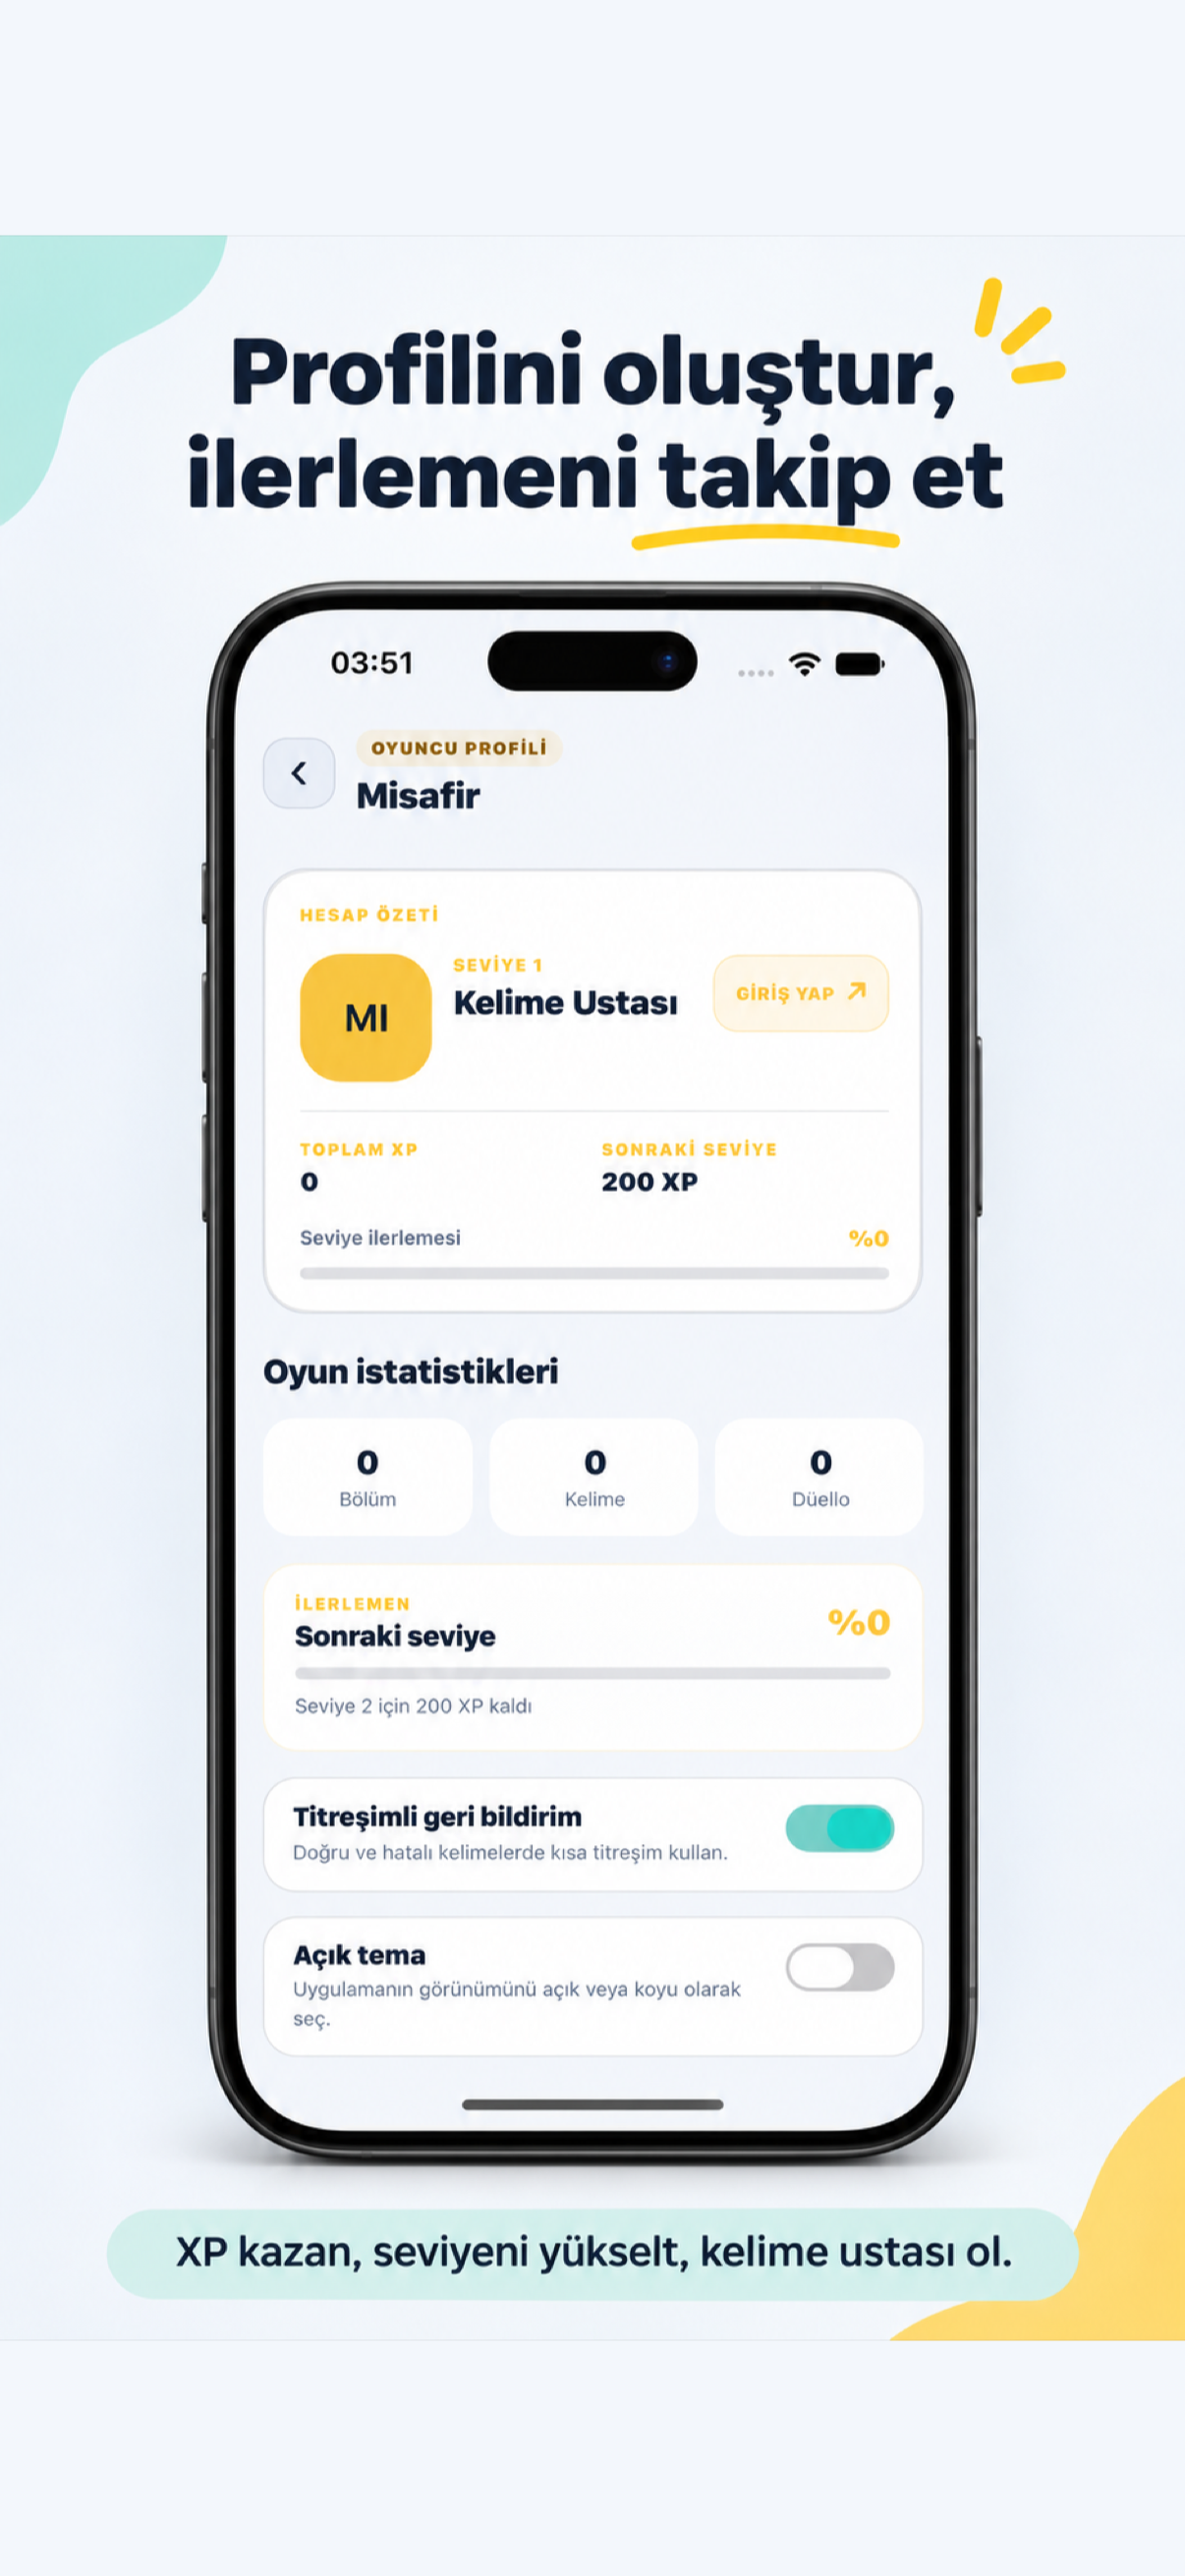 Profilini oluştur,
ilerlemeni takip et
03:51
OYUNCU PROFİLİ
Misafir
HESAP ÖZETİ
MI
SEVİYE 1
Kelime Ustası
GİRİŞ YAP
TOPLAM XP
0
SONRAKİ SEVİYE
200 XP
Seviye ilerlemesi
%0
Oyun istatistikleri
0
Bölüm
0
Kelime
0
Düello
İLERLEMEN
Sonraki seviye
%0
Seviye 2 için 200 XP kaldı
Titreşimli geri bildirim
Doğru ve hatalı kelimelerde kısa titreşim kullan.
Açık tema
Uygulamanın görünümünü açık veya koyu olarak
seç.
XP kazan, seviyeni yükselt, kelime ustası ol.